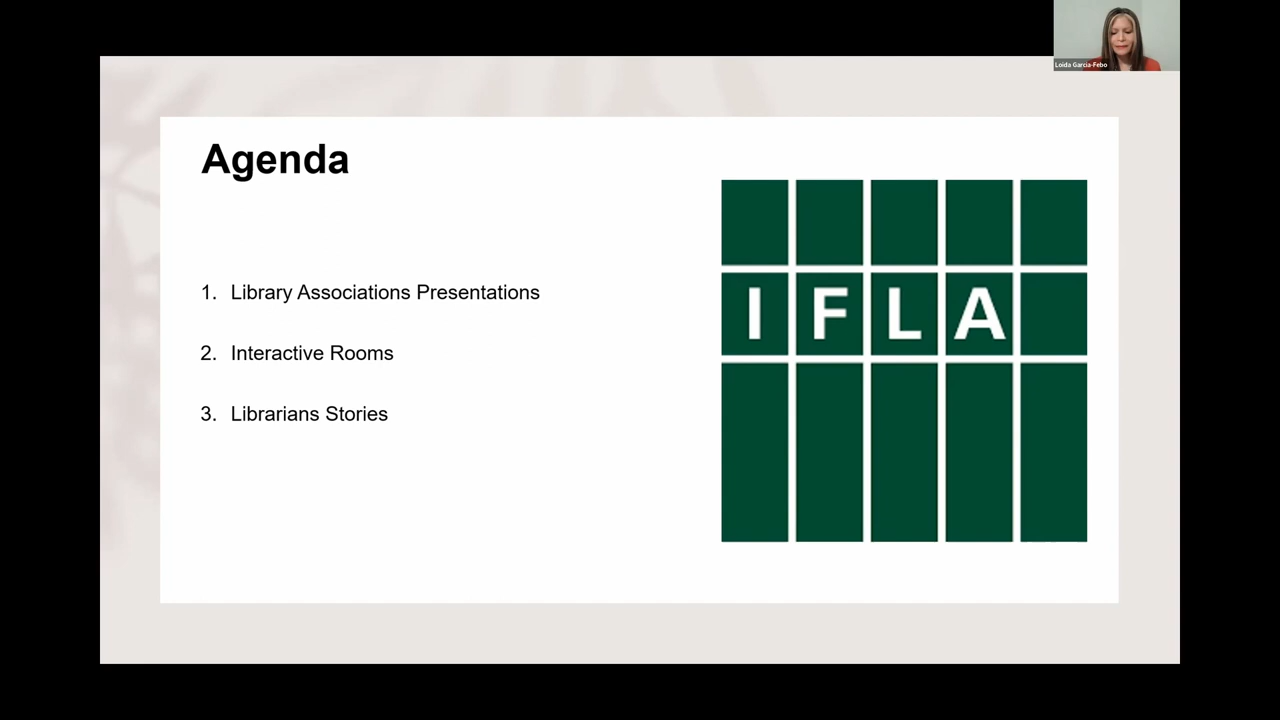 Loida Garcia-Febo
Agenda
1. Library Associations Presentations
2. Interactive Rooms
3. Librarians Stories
IFLA